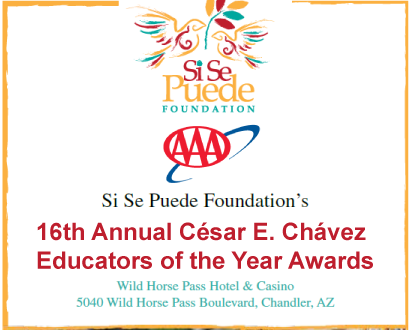 Si Se
Puede
FOUNDATION
AAA
Si Se Puede Foundation's
16th Annual César E. Chávez
Educators of the Year Awards
Wild Horse Pass Hotel & Casino
5040 Wild Horse Pass Boulevard, Chandler, AZ